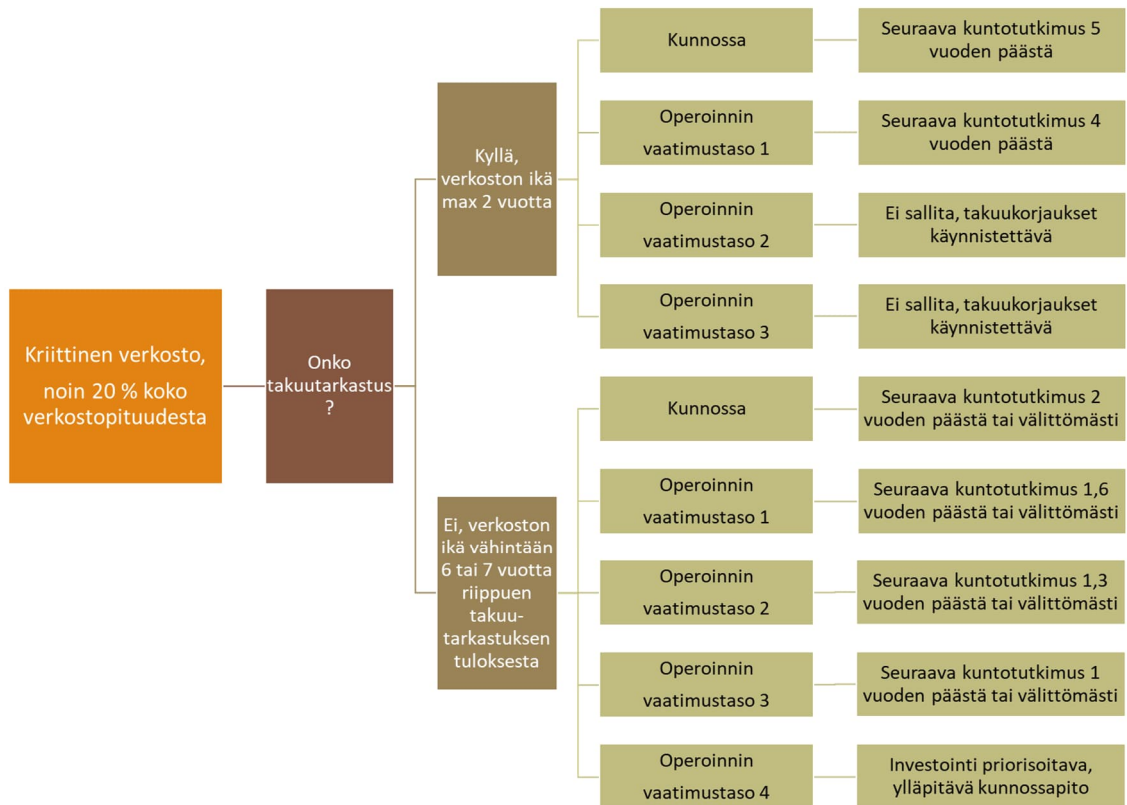 Kriittinen verkosto,
noin 20 % koko
verkostopituudesta
Onko
takuutarkastus
?
Kyllä,
verkoston ikä
max 2 vuotta
Kunnossa
Seuraava kuntotutkimus 5
vuoden päästä
Operoinnin
vaatimustaso 1
Seuraava kuntotutkimus 4
vuoden päästä
Operoinnin
vaatimustaso 2
Ei sallita, takuukorjaukset
käynnistettävä
Operoinnin
vaatimustaso 3
Ei sallita, takuukorjaukset
käynnistettävä
Ei, verkoston
ikä vähintään
6 tai 7 vuotta
riippuen
takuu-
tarkastuksen
tuloksesta
Kunnossa
Seuraava kuntotutkimus 2
vuoden päästä tai välittömästi
Operoinnin
vaatimustaso 1
Seuraava kuntotutkimus 1,6
vuoden päästä tai välittömästi
Operoinnin
vaatimustaso 2
Seuraava kuntotutkimus 1,3
vuoden päästä tai välittömästi
Operoinnin
vaatimustaso 3
Seuraava kuntotutkimus 1
vuoden päästä tai välittömästi
Operoinnin
vaatimustaso 4
Investointi priorisoitava,
ylläpitävä kunnossapito